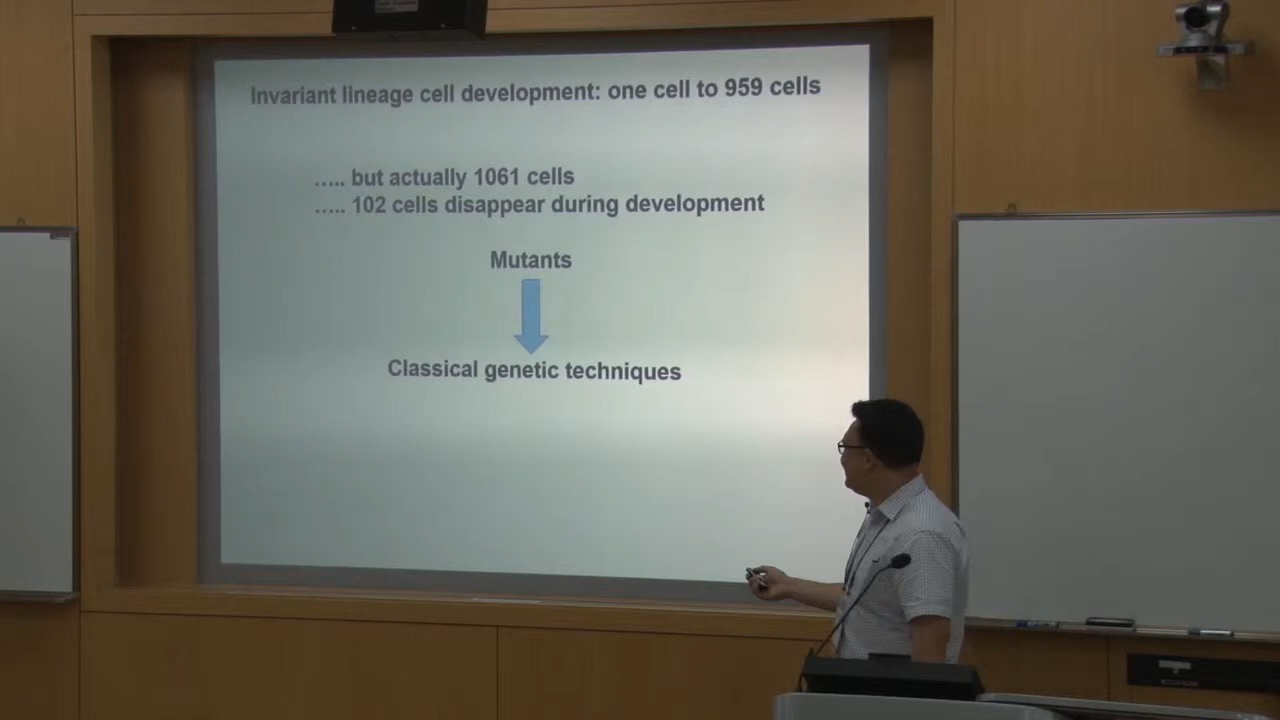 Invariant lineage cell development: one cell to 959 cells
..... but actually 1061 cells
..... 102 cells disappear during development
Mutants
Classical genetic techniques